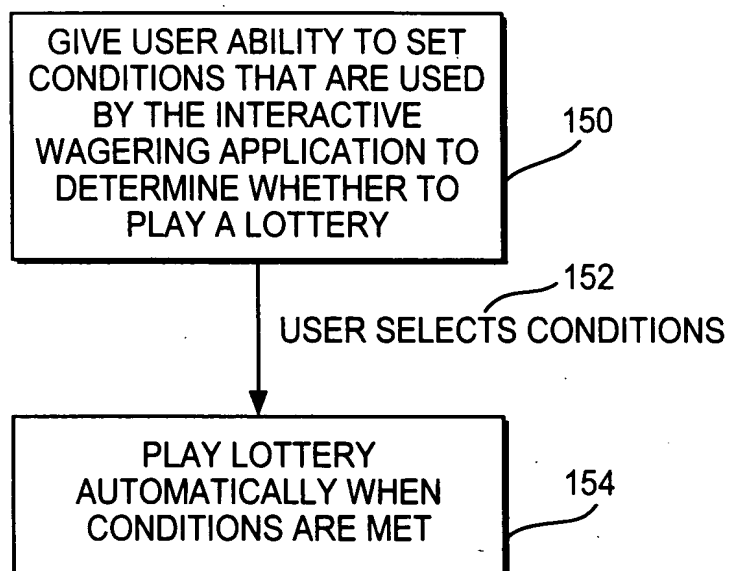 GIVE USER ABILITY TO SET
CONDITIONS THAT ARE USED
BY THE INTERACTIVE
WAGERING APPLICATION TO
DETERMINE WHETHER TO
PLAY A LOTTERY
150
152
USER SELECTS CONDITIONS
PLAY LOTTERY
AUTOMATICALLY WHEN
CONDITIONS ARE MET
154